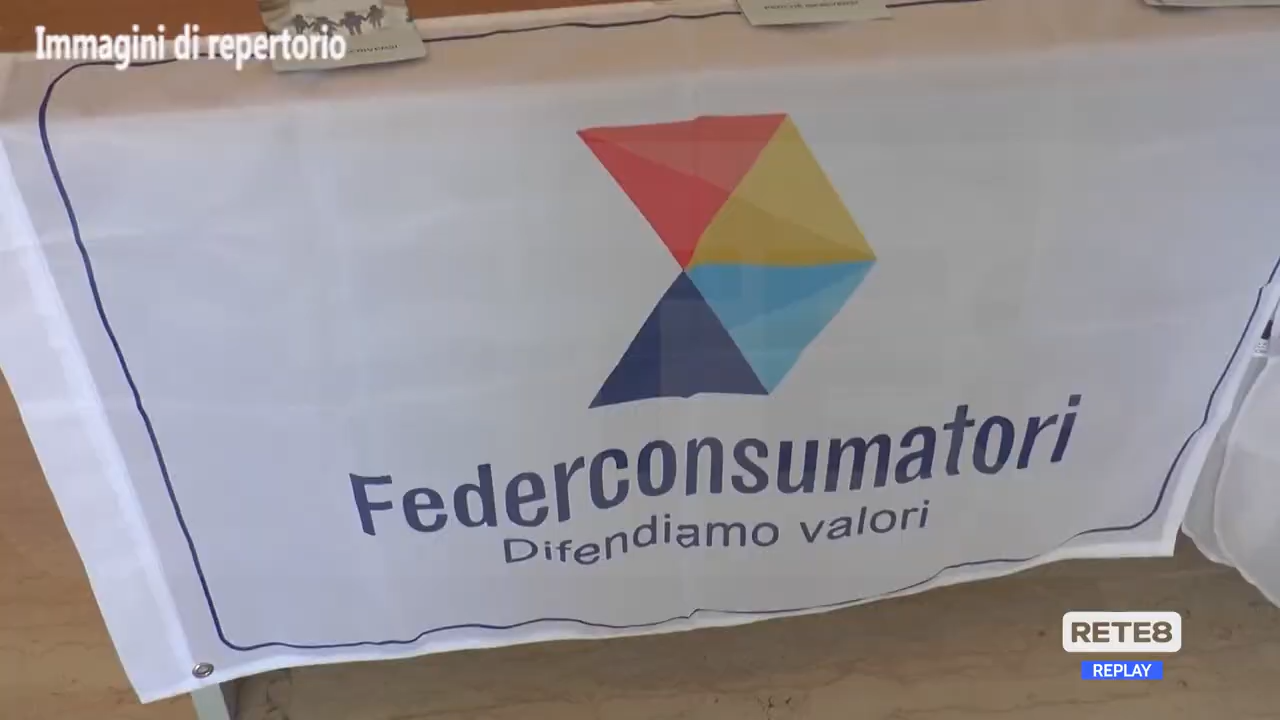 Immagini di repertorio
Federconsumatori
Difendiamo valori
RETE8
REPLAY